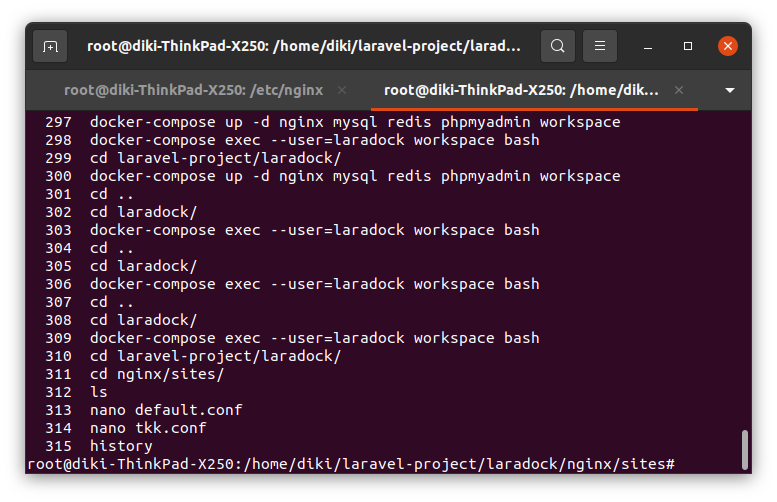 root@diki-ThinkPad-X250: /home/diki/laravel-project/larad...
root@diki-ThinkPad-X250: /etc/nginx
root@diki-ThinkPad-X250: /home/dik...
297 docker-compose up -d nginx mysql redis phpmyadmin workspace
298 docker-compose exec --user=laradock workspace bash
299 cd laravel-project/laradock/
300 docker-compose up -d nginx mysql redis phpmyadmin workspace
301 cd ..
302 cd laradock/
303 docker-compose exec --user=laradock workspace bash
304 cd ..
305 cd laradock/
306 docker-compose exec --user=laradock workspace bash
307 cd ..
308 cd laradock/
309 docker-compose exec --user=laradock workspace bash
310 cd laravel-project/laradock/
311 cd nginx/sites/
312 ls
313 nano default.conf
314 nano tkk.conf
315 history
root@diki-ThinkPad-X250:/home/diki/laravel-project/laradock/nginx/sites#